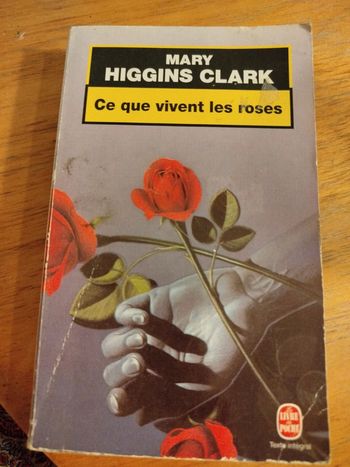 MARY
HIGGINS CLARK
Ce que vivent les roses
LE LIVRE
DE
POCHE
Texte intégral